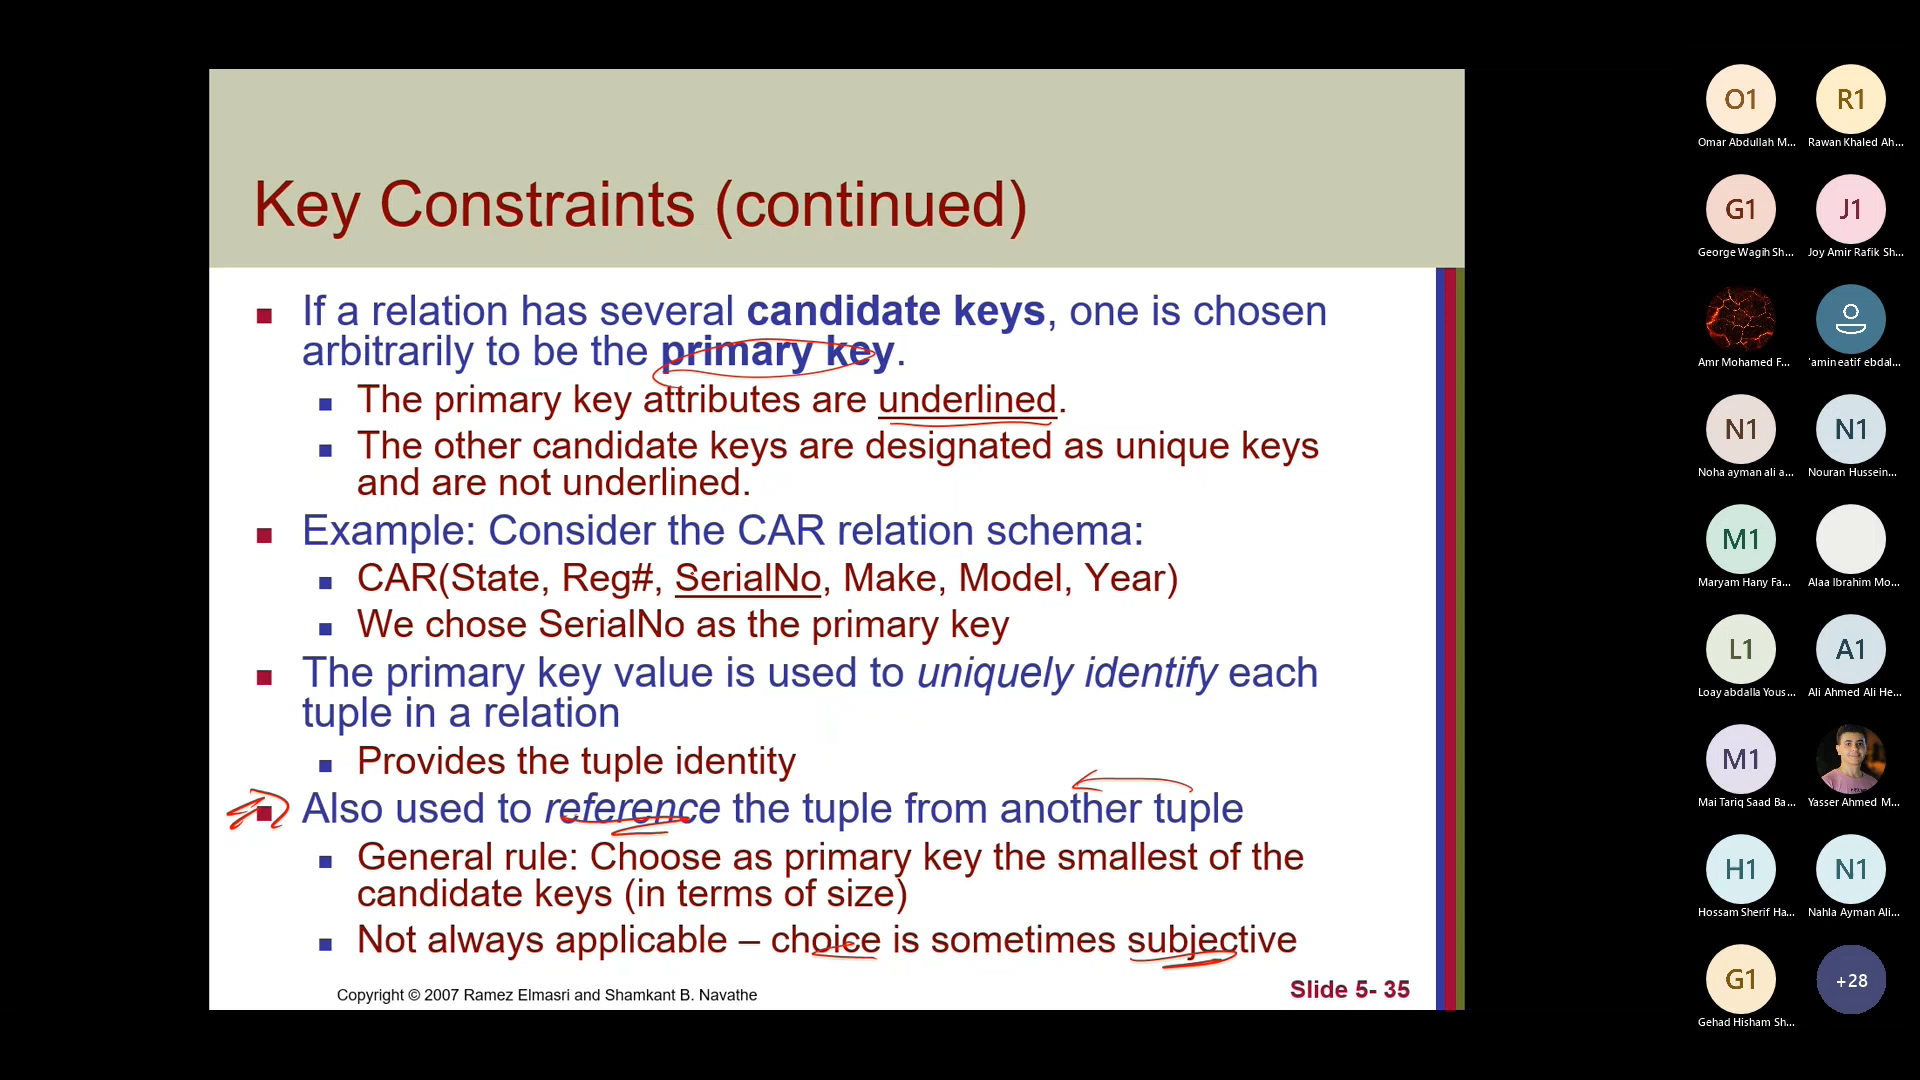 Key Constraints (continued)
If a relation has several candidate keys, one is chosen
arbitrarily to be the primary key.
The primary key attributes are underlined.
The other candidate keys are designated as unique keys
and are not underlined.
Example: Consider the CAR relation schema:
CAR(State, Reg#, SerialNo, Make, Model, Year)
We chose SerialNo as the primary key
The primary key value is used to uniquely identify each
tuple in a relation
Provides the tuple identity
Also used to reference the tuple from another tuple
General rule: Choose as primary key the smallest of the
candidate keys (in terms of size)
Not always applicable – choice is sometimes subjective
Copyright © 2007 Ramez Elmasri and Shamkant B. Navathe
Slide 5- 35
O1
R1
Omar Abdullah M...
Rawan Khaled Ah...
G1
J1
George Wagih Sh...
Joy Amir Rafik Sh...
Amr Mohamed F...
'amin eatif ebdal...
N1
N1
Noha ayman ali a...
Nouran Hussein...
M1
Maryam Hany Fa...
Alaa Ibrahim Mo...
L1
A1
Loay abdalla Yous...
Ali Ahmed Ali He...
M1
Mai Tariq Saad Ba...
Yasser Ahmed M...
H1
N1
Hossam Sherif Ha...
Nahla Ayman Ali...
G1
+28
Gehad Hisham Sh...